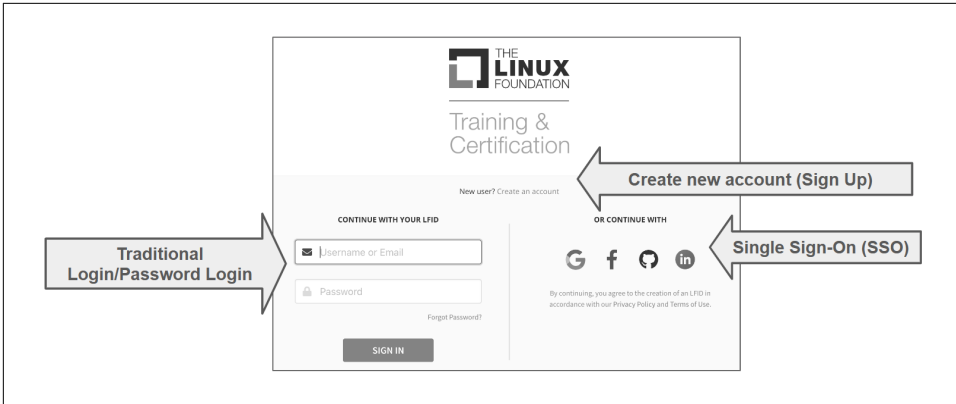 THE
LINUX
FOUNDATION
Training &
Certification
Create new account (Sign Up)
New user? Create an account
CONTINUE WITH YOUR LFID
OR CONTINUE WITH
Traditional
Login/Password Login
Username or Email
Single Sign-On (SSO)
G f in
Password
By continuing, you agree to the creation of an LFID in
accordance with our Privacy Policy and Terms of Use.
Forgot Password?
SIGN IN